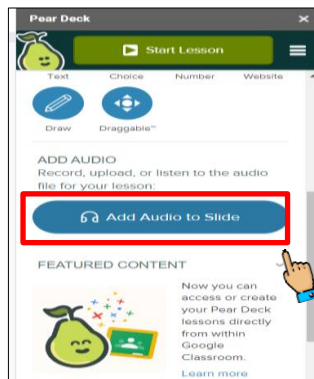 Pear Deck
Start Lesson
Text Choice Number Website
Draw Draggable™
ADD AUDIO
Record, upload, or listen to the audio
file for your lesson:
Add Audio to Slide
FEATURED CONTENT
Now you can
access or create
your Pear Deck
lessons directly
from within
Google
Classroom.
Learn more